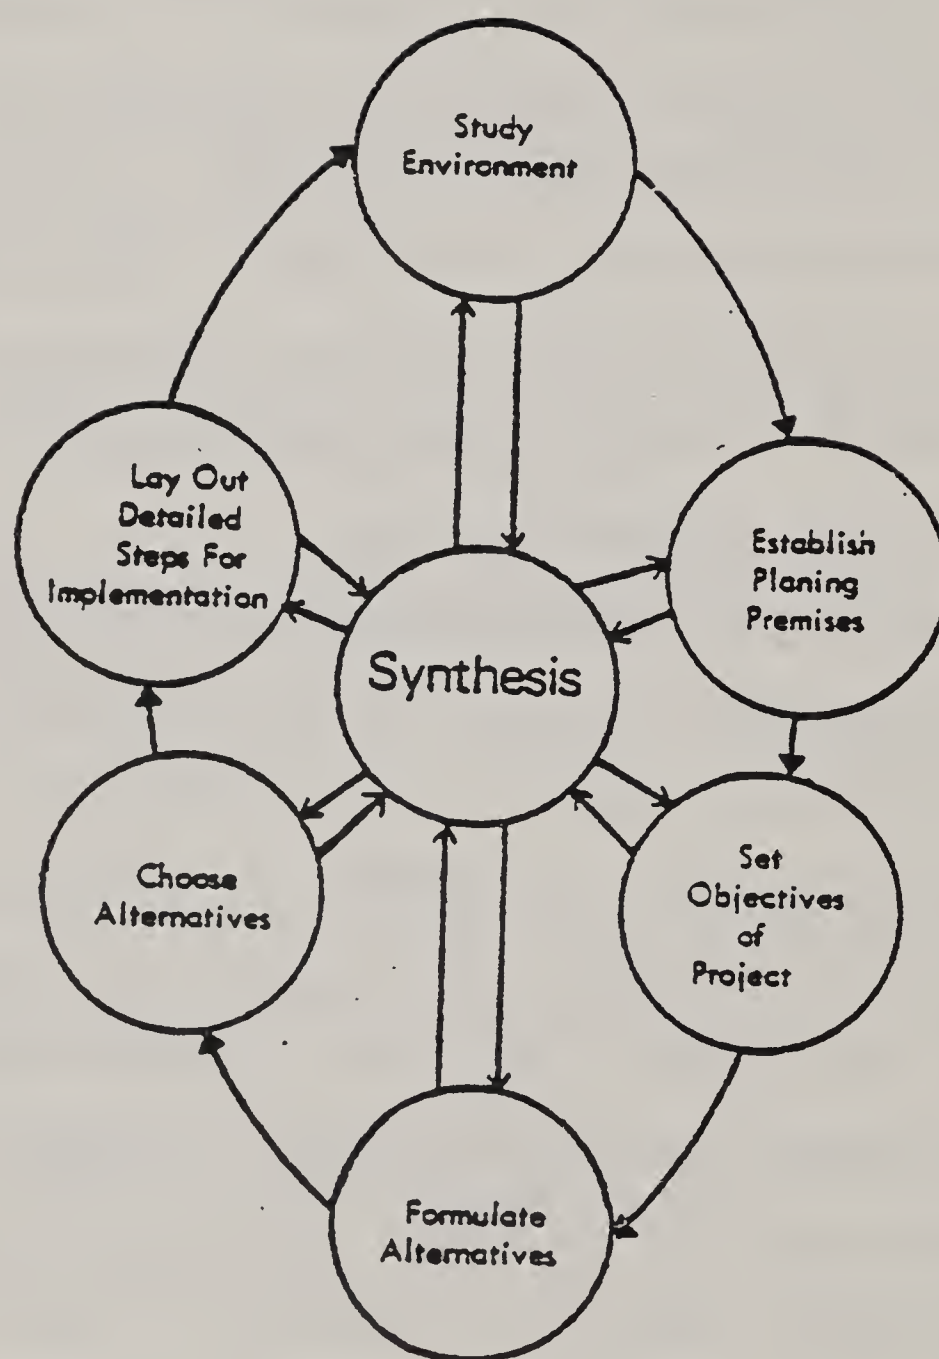 Study
Environment
Establish
Planing
Premises
Set
Objectives
of
Project
Formulate
Alternatives
Choose
Alternatives
Lay Out
Detailed
Steps For
Implementation
Synthesis